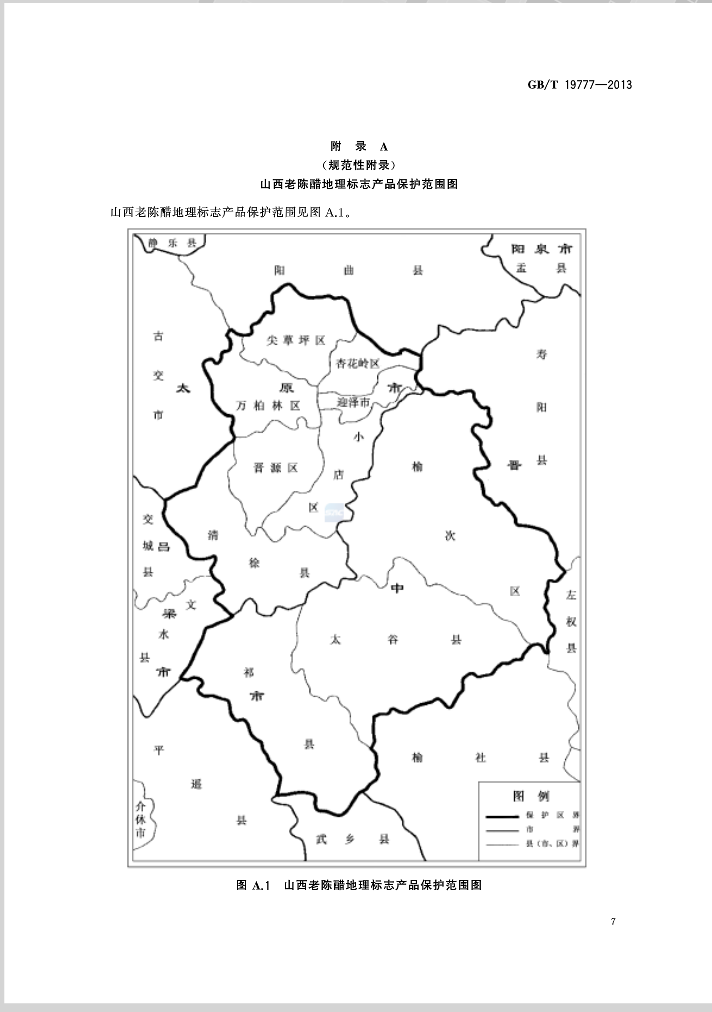 GB/T 19777—2013
附 录 A
(规范性附录)
山西老陈醋地理标志产品保护范围图
山西老陈醋地理标志产品保护范围见图 A.1。
静乐县
阳曲县
阳泉市
盂县
古交市
太原市
尖草坪区
杏花岭区
寿阳县
万柏林区
迎泽市
小店区
晋源区
榆次区
晋中市
交城县
吕梁市
清徐县
文水县
太谷县
左权县
祁县
平遥县
榆社县
介休市
武乡县
图 例
保护区界
市界
县(市、区)界
图 A.1 山西老陈醋地理标志产品保护范围图
7